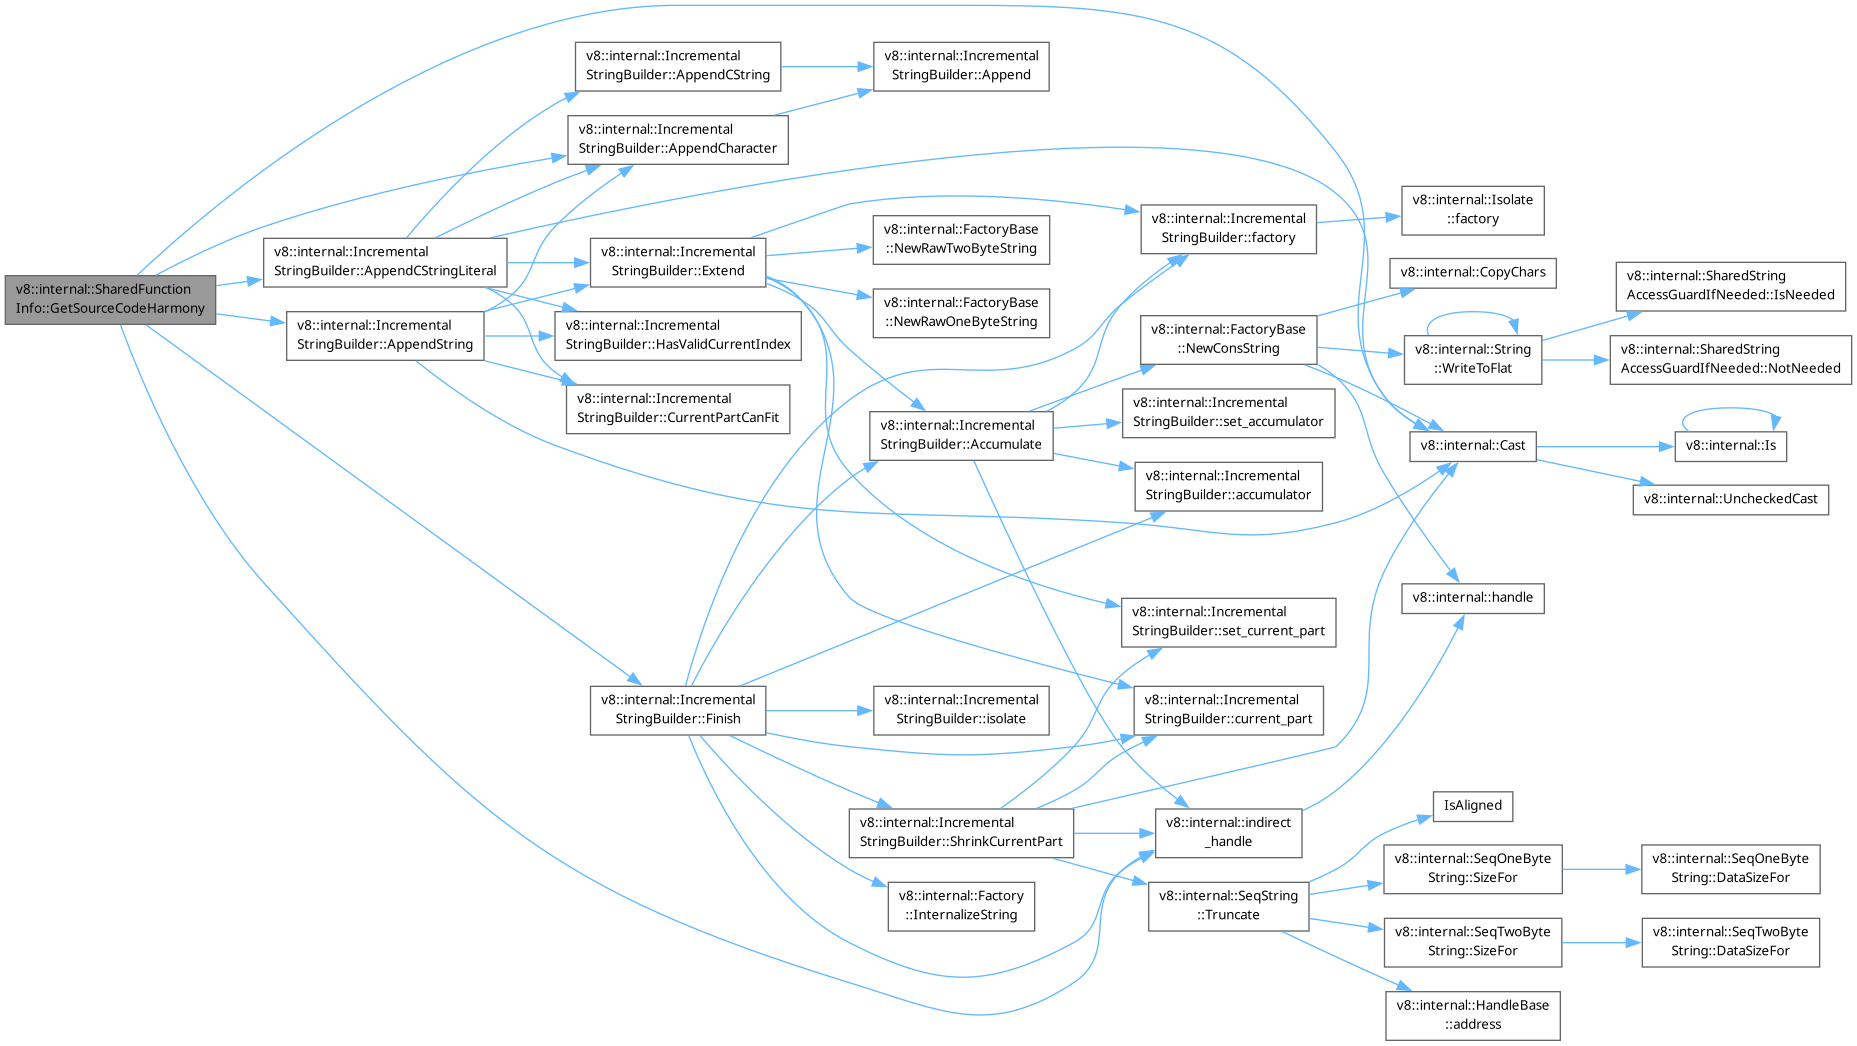 v8::internal::SharedFunction
Info::GetSourceCodeHarmony
v8::internal::Incremental
StringBuilder::AppendCStringLiteral
v8::internal::Incremental
StringBuilder::AppendString
v8::internal::Incremental
StringBuilder::AppendCString
v8::internal::Incremental
StringBuilder::AppendCharacter
v8::internal::Incremental
StringBuilder::Extend
v8::internal::Incremental
StringBuilder::HasValidCurrentIndex
v8::internal::Incremental
StringBuilder::CurrentPartCanFit
v8::internal::Incremental
StringBuilder::Finish
v8::internal::Incremental
StringBuilder::Append
v8::internal::FactoryBase
::NewRawTwoByteString
v8::internal::FactoryBase
::NewRawOneByteString
v8::internal::Incremental
StringBuilder::Accumulate
v8::internal::Incremental
StringBuilder::isolate
v8::internal::Incremental
StringBuilder::ShrinkCurrentPart
v8::internal::Factory
::InternalizeString
v8::internal::Incremental
StringBuilder::factory
v8::internal::FactoryBase
::NewConsString
v8::internal::Incremental
StringBuilder::set_accumulator
v8::internal::Incremental
StringBuilder::accumulator
v8::internal::Incremental
StringBuilder::set_current_part
v8::internal::Incremental
StringBuilder::current_part
v8::internal::indirect
_handle
v8::internal::SeqString
::Truncate
v8::internal::Isolate
::factory
v8::internal::CopyChars
v8::internal::String
::WriteToFlat
v8::internal::Cast
v8::internal::handle
IsAligned
v8::internal::SeqOneByte
String::SizeFor
v8::internal::SeqTwoByte
String::SizeFor
v8::internal::HandleBase
::address
v8::internal::SharedString
AccessGuardIfNeeded::IsNeeded
v8::internal::SharedString
AccessGuardIfNeeded::NotNeeded
v8::internal::Is
v8::internal::UncheckedCast
v8::internal::SeqOneByte
String::DataSizeFor
v8::internal::SeqTwoByte
String::DataSizeFor